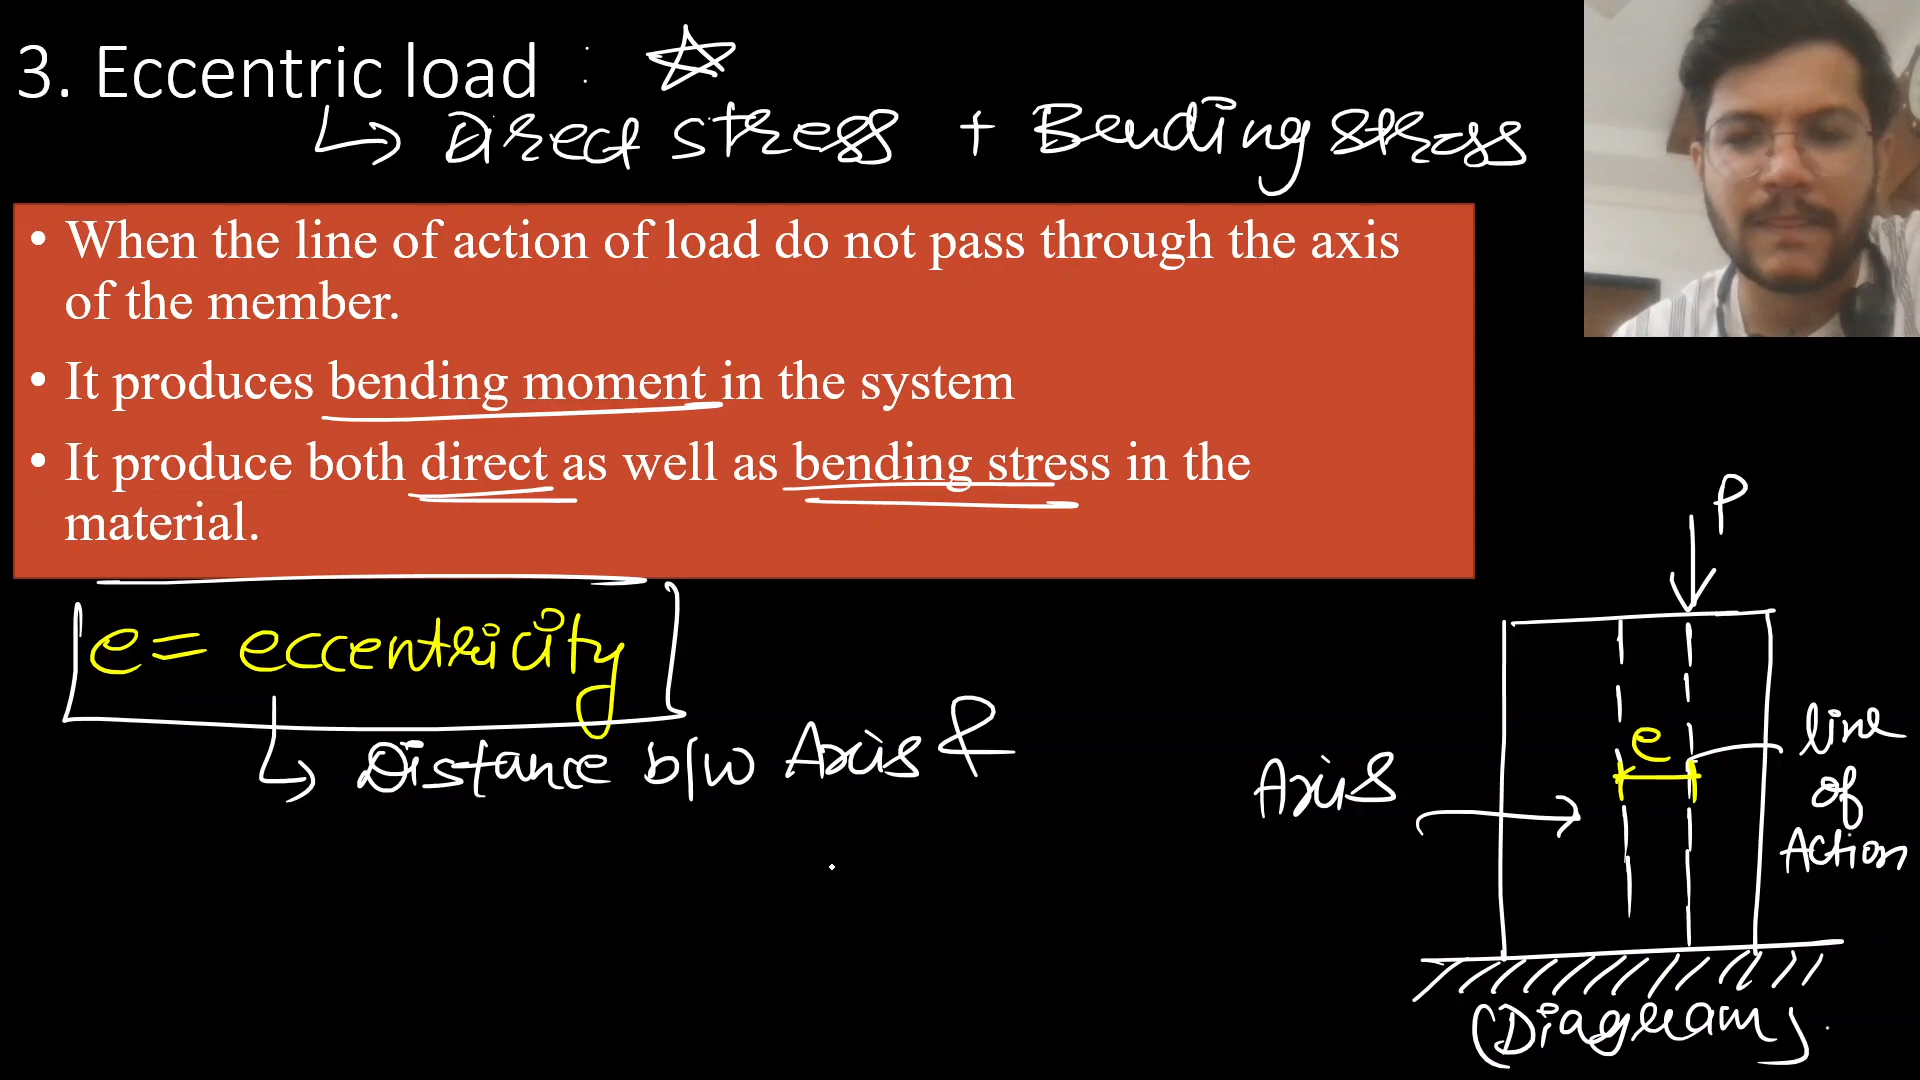 3. Eccentric load :
↳ Direct stress + Bending stress
• When the line of action of load do not pass through the axis
of the member.
• It produces bending moment in the system
• It produce both direct as well as bending stress in the
material.
e = eccentricity
↳ Distance b/w Axis &
P
e
Axis
line
of
Action
(Diagram)